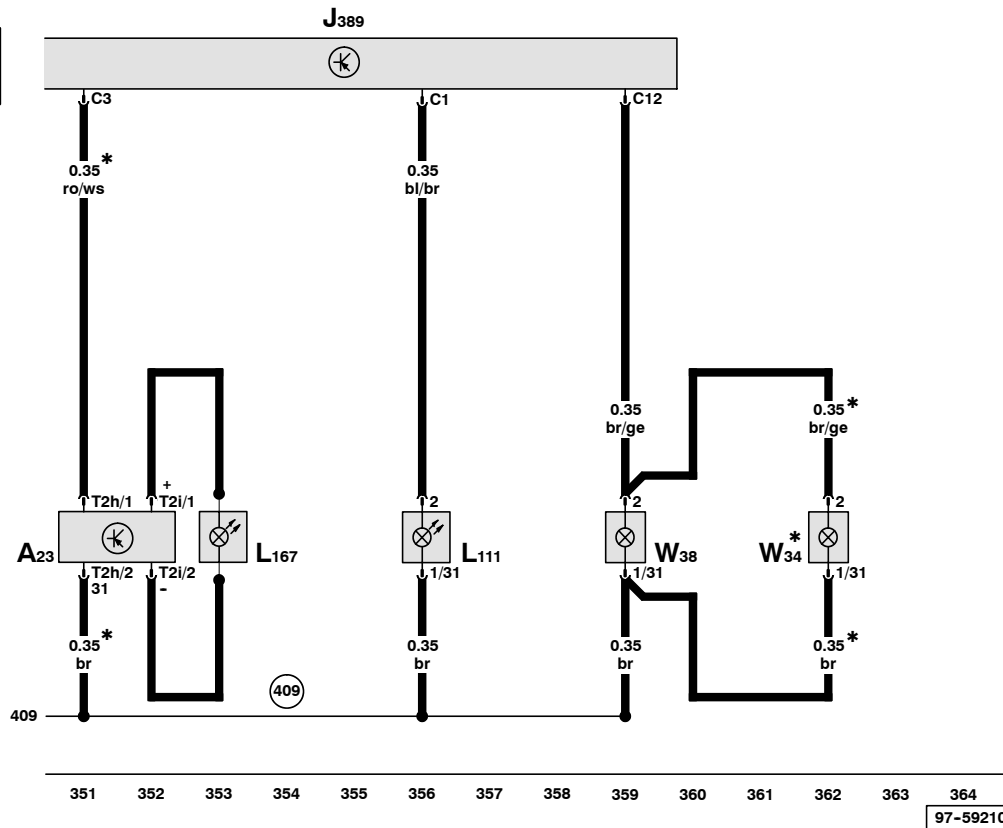 J389
C3
C1
C12
0.35*
ro/ws
0.35
bl/br
0.35
br/ge
0.35*
br/ge
+
T2h/1
T2i/1
2
2
2
A23
L167
L111
W38
W34*
T2h/2
T2i/2
31
-
1/31
1/31
1/31
0.35*
br
0.35
br
0.35
br
0.35*
br
409
409
351 352 353 354 355 356 357 358 359 360 361 362 363 364
97-59210